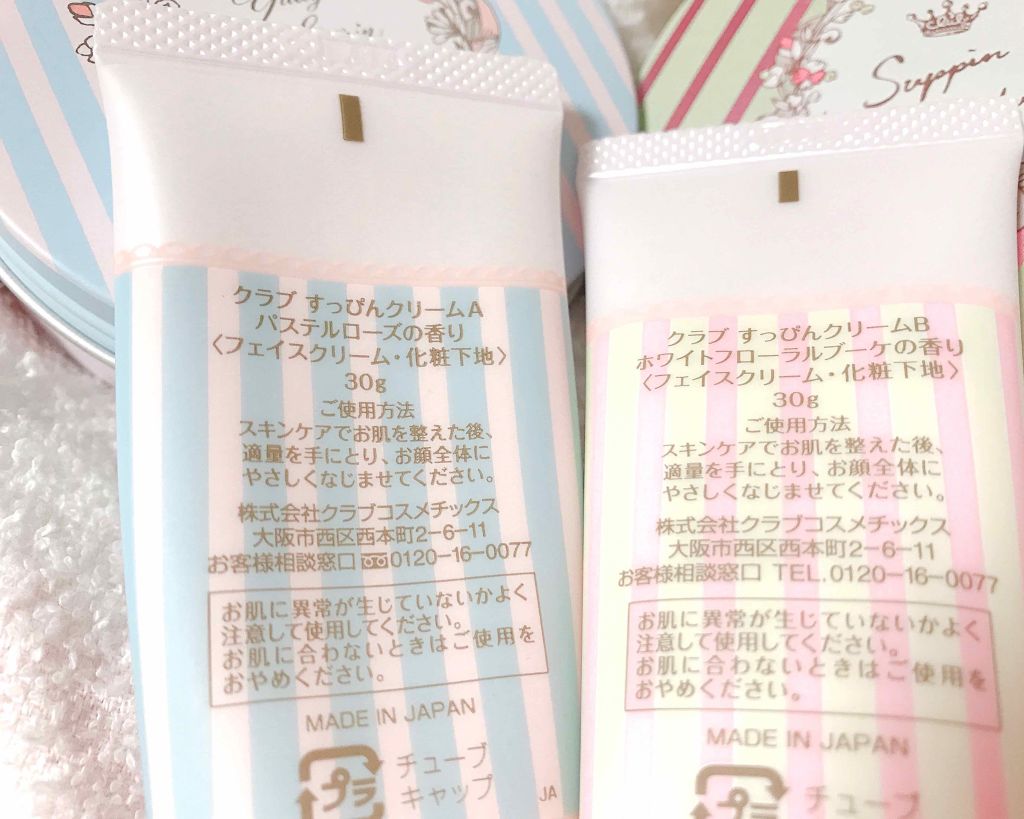 Suppin
クラブ すっぴんクリームA
パステルローズの香り
〈フェイスクリーム・化粧下地〉
30g
ご使用方法
スキンケアでお肌を整えた後、
適量を手にとり、お顔全体に
やさしくなじませてください。
株式会社クラブコスメチックス
大阪市西区西本町2-6-11
お客様相談窓口 0120-16-0077
お肌に異常が生じていないかよく
注意して使用してください。
お肌に合わないときはご使用を
おやめください。
MADE IN JAPAN
プラ
チューブ
キャップ
JA
クラブ すっぴんクリームB
ホワイトフローラルブーケの香り
〈フェイスクリーム・化粧下地〉
30g
ご使用方法
スキンケアでお肌を整えた後、
適量を手にとり、お顔全体に
やさしくなじませてください。
株式会社クラブコスメチックス
大阪市西区西本町2-6-11
お客様相談窓口 TEL.0120-16-0077
お肌に異常が生じていないかよく
注意して使用してください。
お肌に合わないときはご使用を
おやめください。
MADE IN JAPAN
プラ
チューブ